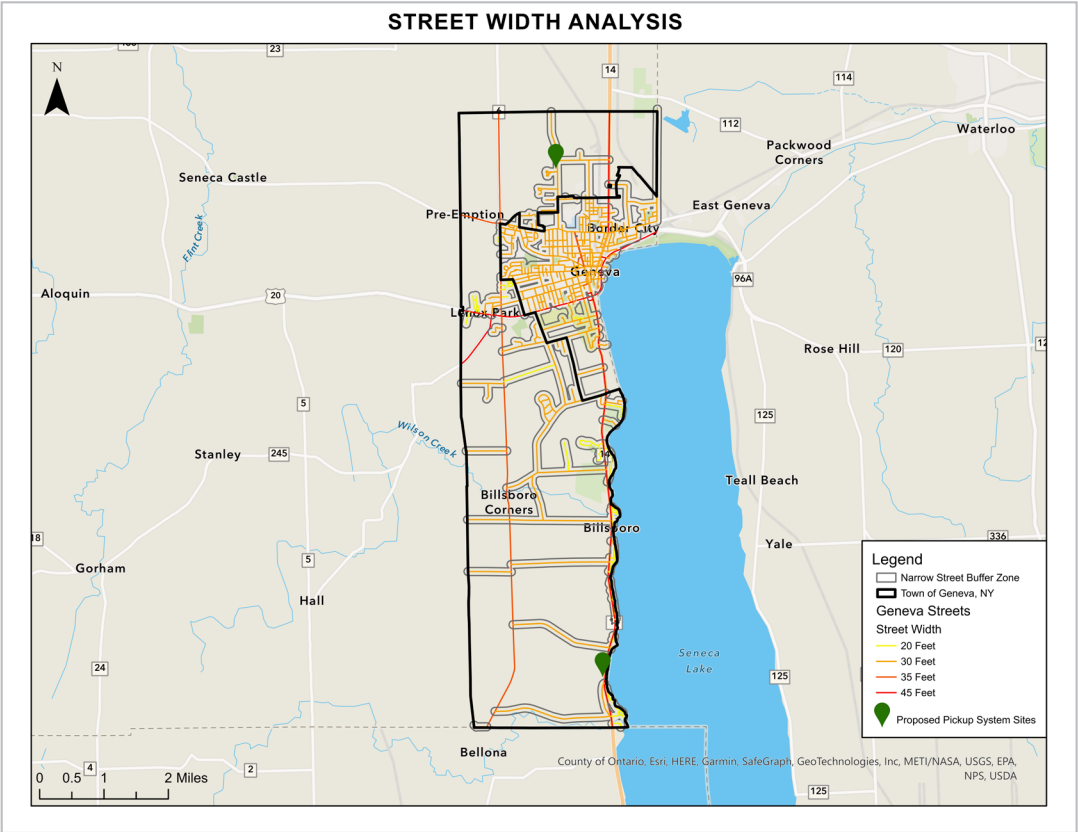 STREET WIDTH ANALYSIS
N
23
14
114
6
112
Waterloo
Packwood
Corners
Seneca Castle
East Geneva
Pre-Emption
Border City
Flint Creek
Geneva
96A
Aloquin
20
Lenox Park
Rose Hill
120
12
5
125
Wilson Creek
Stanley
245
14
Teall Beach
Billsboro
Corners
Billsboro
336
18
Yale
5
Gorham
Hall
Seneca
Lake
24
125
Bellona
4
2
125
Legend
Narrow Street Buffer Zone
Town of Geneva, NY
Geneva Streets
Street Width
20 Feet
30 Feet
35 Feet
45 Feet
Proposed Pickup System Sites
County of Ontario, Esri, HERE, Garmin, SafeGraph, GeoTechnologies, Inc, METI/NASA, USGS, EPA,
NPS, USDA
0 0.5 1 2 Miles